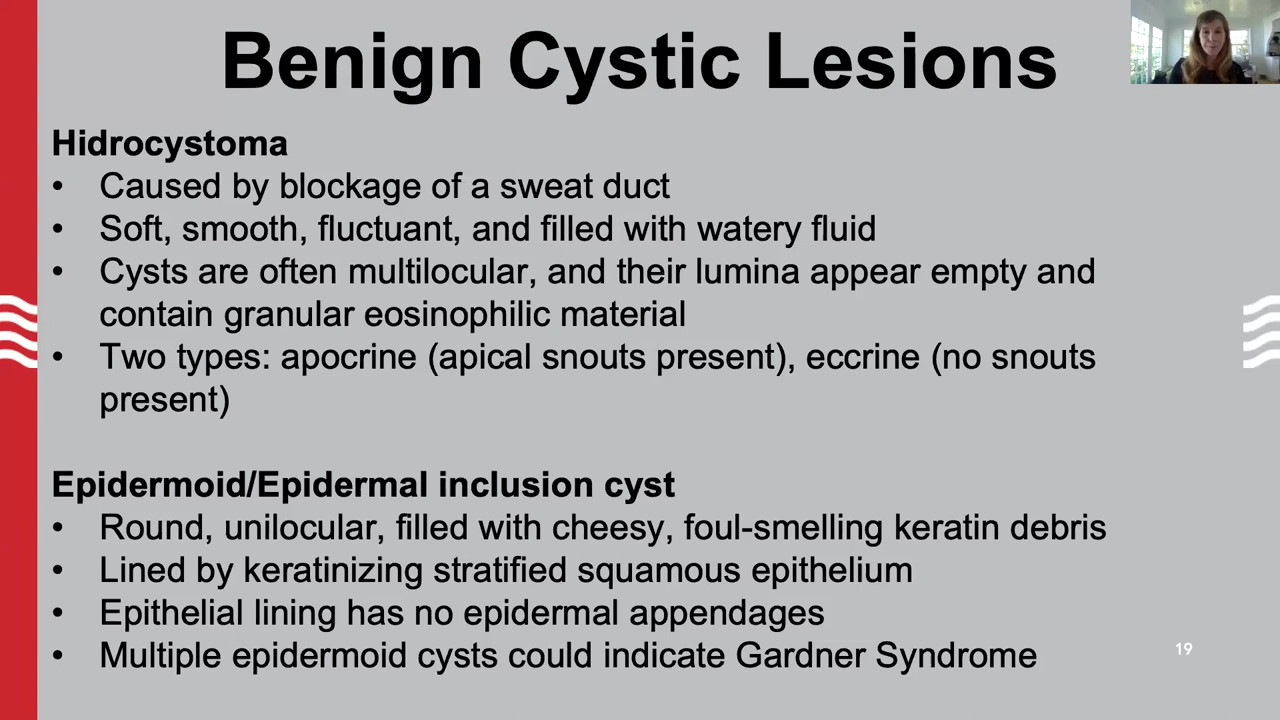 Benign Cystic Lesions
Hidrocystoma
• Caused by blockage of a sweat duct
• Soft, smooth, fluctuant, and filled with watery fluid
• Cysts are often multilocular, and their lumina appear empty and
contain granular eosinophilic material
• Two types: apocrine (apical snouts present), eccrine (no snouts
present)
Epidermoid/Epidermal inclusion cyst
• Round, unilocular, filled with cheesy, foul-smelling keratin debris
• Lined by keratinizing stratified squamous epithelium
• Epithelial lining has no epidermal appendages
• Multiple epidermoid cysts could indicate Gardner Syndrome
19